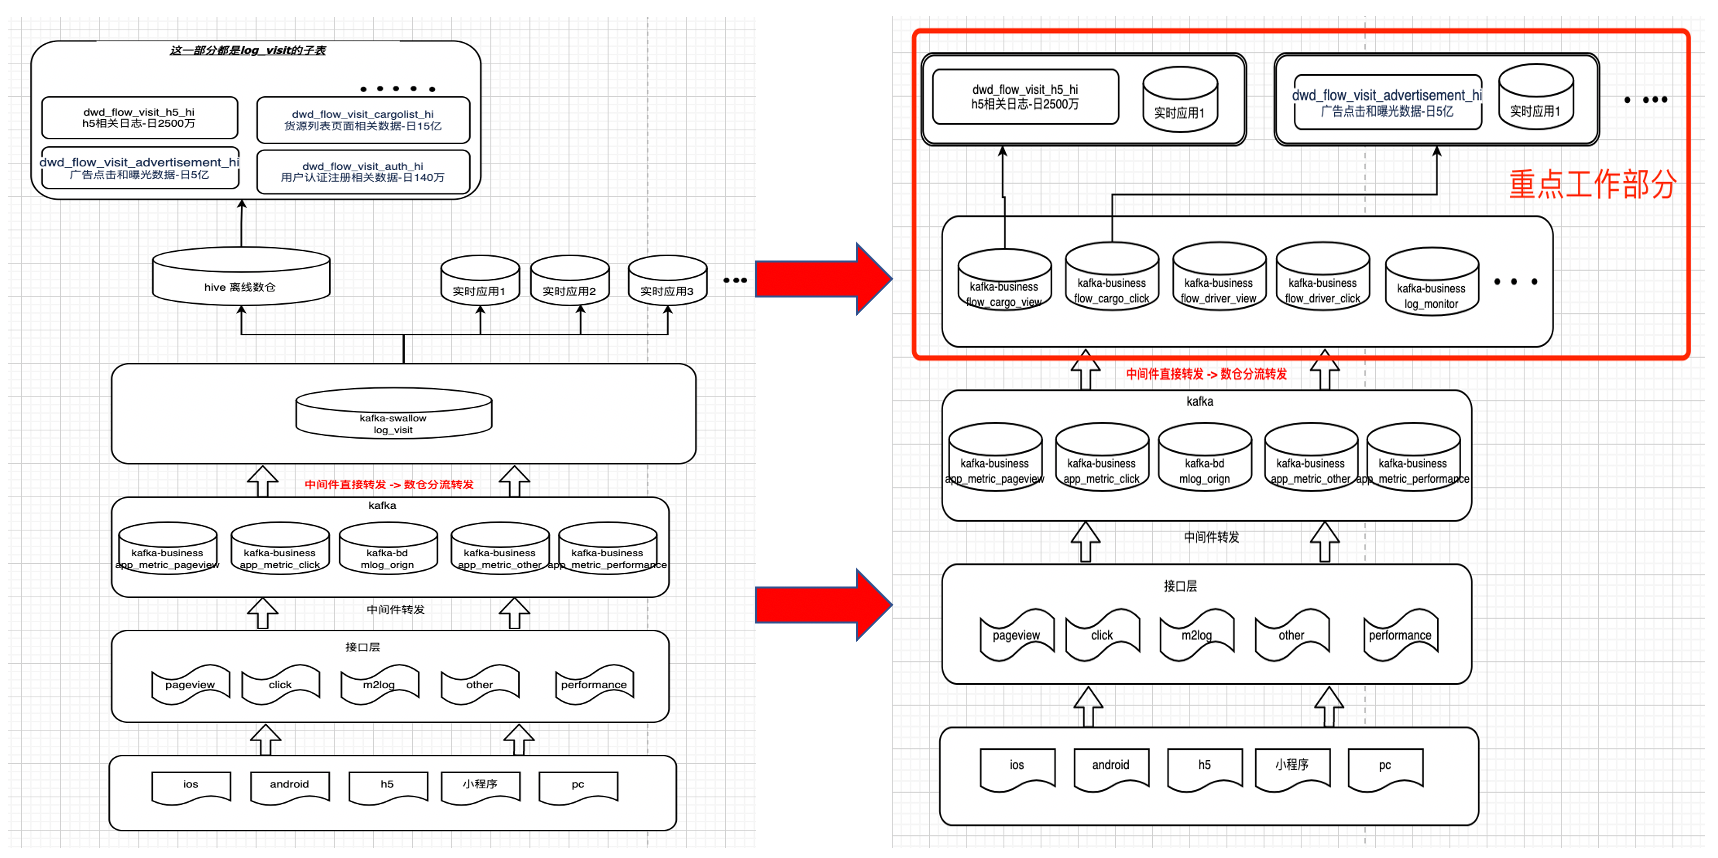 这一部分都是log_visit的子表
dwd_flow_visit_h5_hi
h5相关日志-日2500万
dwd_flow_visit_cargolist_hi
货源列表页面相关数据-日15亿
dwd_flow_visit_advertisement_hi
广告点击和曝光数据-日5亿
dwd_flow_visit_auth_hi
用户认证注册相关数据-日140万
hive 离线数仓
实时应用1
实时应用2
实时应用3
kafka-swallow
log_visit
中间件直接转发 -> 数仓分流转发
kafka
kafka-business
app_metric_pageview
kafka-business
app_metric_click
kafka-bd
mlog_orign
kafka-business
app_metric_other
kafka-business
app_metric_performance
中间件转发
接口层
pageview
click
m2log
other
performance
ios
android
h5
小程序
pc
dwd_flow_visit_h5_hi
h5相关日志-日2500万
实时应用1
dwd_flow_visit_advertisement_hi
广告点击和曝光数据-日5亿
实时应用1
重点工作部分
kafka-business
flow_cargo_view
kafka-business
flow_cargo_click
kafka-business
flow_driver_view
kafka-business
flow_driver_click
kafka-business
log_monitor
中间件直接转发 -> 数仓分流转发
kafka
kafka-business
app_metric_pageview
kafka-business
app_metric_click
kafka-bd
mlog_orign
kafka-business
app_metric_other
kafka-business
app_metric_performance
中间件转发
接口层
pageview
click
m2log
other
performance
ios
android
h5
小程序
pc